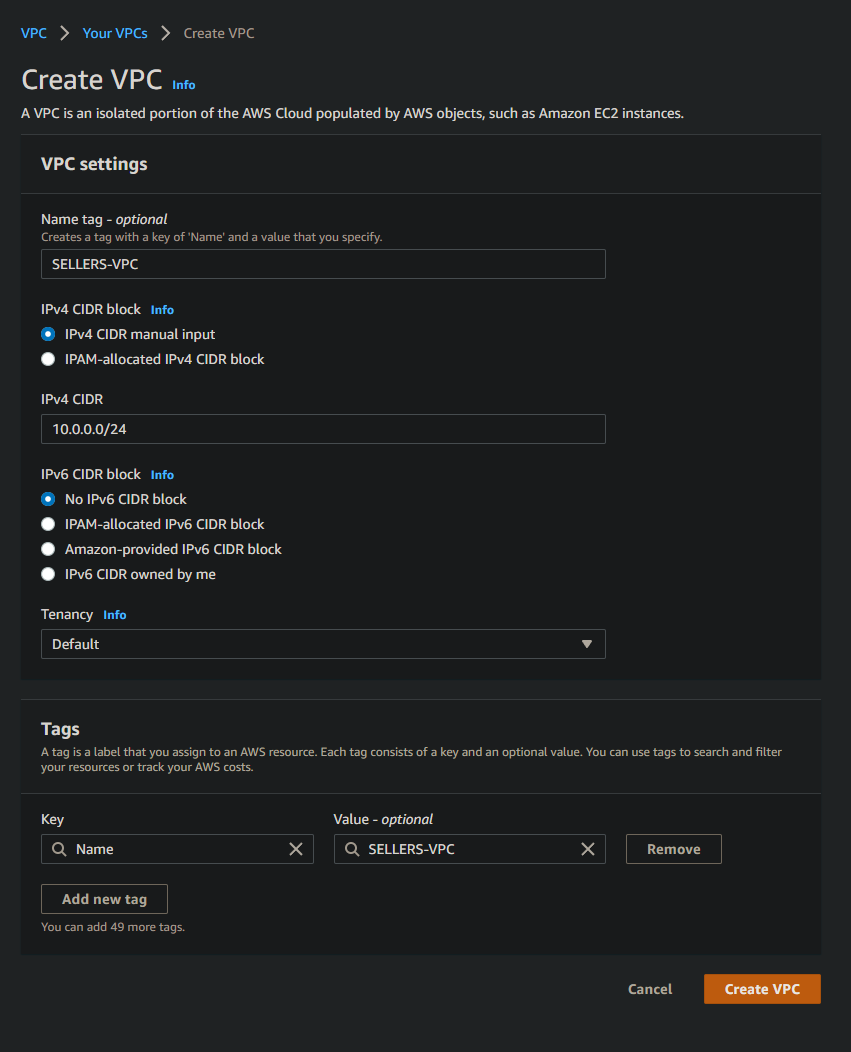 VPC > Your VPCs > Create VPC
Create VPC Info
A VPC is an isolated portion of the AWS Cloud populated by AWS objects, such as Amazon EC2 instances.
VPC settings
Name tag - optional
Creates a tag with a key of 'Name' and a value that you specify.
SELLERS-VPC
IPv4 CIDR block Info
IPv4 CIDR manual input
IPAM-allocated IPv4 CIDR block
IPv4 CIDR
10.0.0.0/24
IPv6 CIDR block Info
No IPv6 CIDR block
IPAM-allocated IPv6 CIDR block
Amazon-provided IPv6 CIDR block
IPv6 CIDR owned by me
Tenancy Info
Default
Tags
A tag is a label that you assign to an AWS resource. Each tag consists of a key and an optional value. You can use tags to search and filter
your resources or track your AWS costs.
Key Value - optional
Name SELLERS-VPC Remove
Add new tag
You can add 49 more tags.
Cancel Create VPC